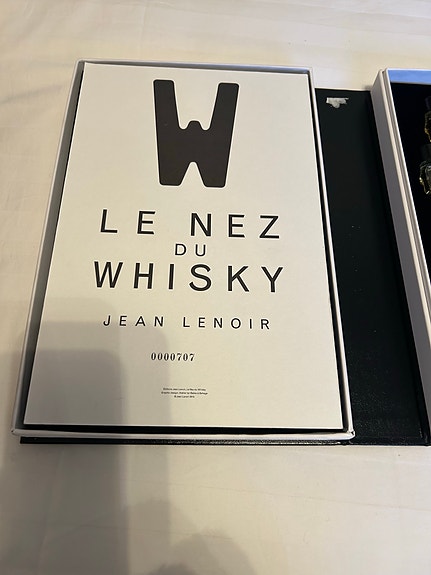 W
LE NEZ
DU
WHISKY
JEAN LENOIR
0000707